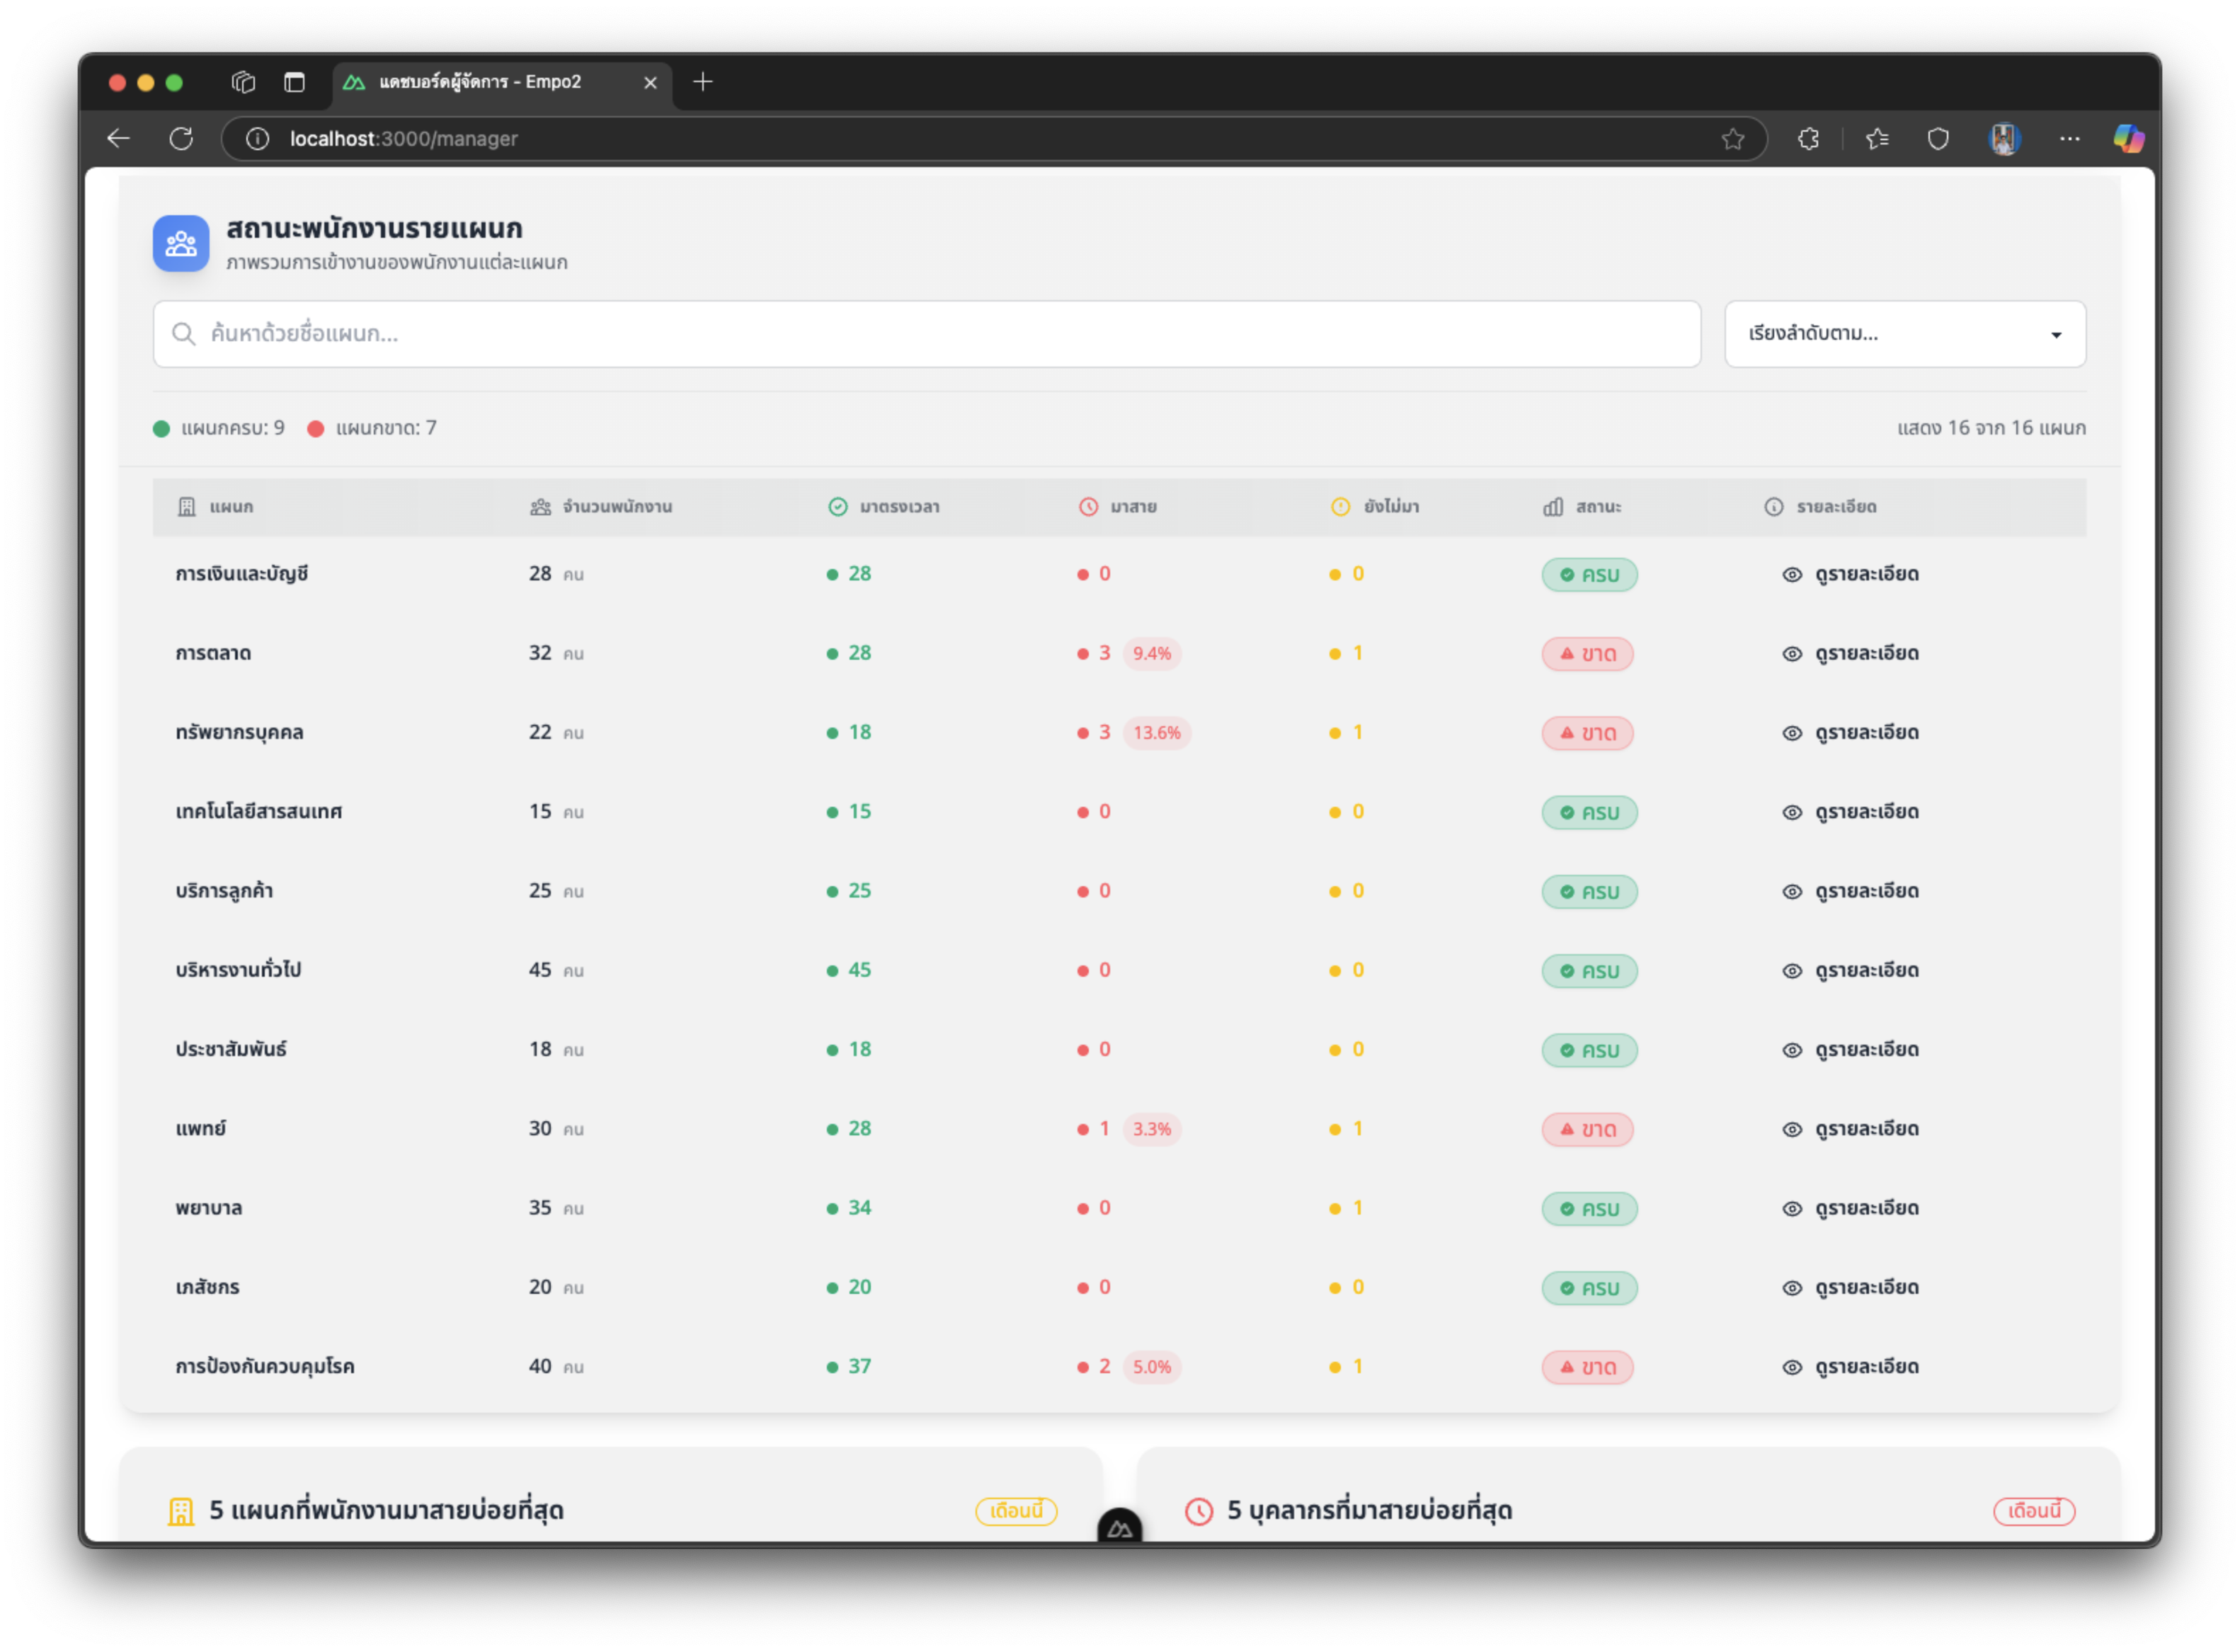 แดชบอร์ดผู้จัดการ - Empo2
localhost:3000/manager
สถานะพนักงานรายแผนก
ภาพรวมการเข้างานของพนักงานแต่ละแผนก
ค้นหาด้วยชื่อแผนก... เรียงลำดับตาม...
แผนกครบ: 9 แผนกขาด: 7 แสดง 16 จาก 16 แผนก
แผนก จำนวนพนักงาน มาตรงเวลา มาสาย ยังไม่มา สถานะ รายละเอียด
การเงินและบัญชี 28 คน 28 0 0 ครบ ดูรายละเอียด
การตลาด 32 คน 28 3 9.4% 1 ขาด ดูรายละเอียด
ทรัพยากรบุคคล 22 คน 18 3 13.6% 1 ขาด ดูรายละเอียด
เทคโนโลยีสารสนเทศ 15 คน 15 0 0 ครบ ดูรายละเอียด
บริการลูกค้า 25 คน 25 0 0 ครบ ดูรายละเอียด
บริหารงานทั่วไป 45 คน 45 0 0 ครบ ดูรายละเอียด
ประชาสัมพันธ์ 18 คน 18 0 0 ครบ ดูรายละเอียด
แพทย์ 30 คน 28 1 3.3% 1 ขาด ดูรายละเอียด
พยาบาล 35 คน 34 0 1 ครบ ดูรายละเอียด
เภสัชกร 20 คน 20 0 0 ครบ ดูรายละเอียด
การป้องกันควบคุมโรค 40 คน 37 2 5.0% 1 ขาด ดูรายละเอียด
5 แผนกที่พนักงานมาสายบ่อยที่สุด เดือนนี้
5 บุคลากรที่มาสายบ่อยที่สุด เดือนนี้